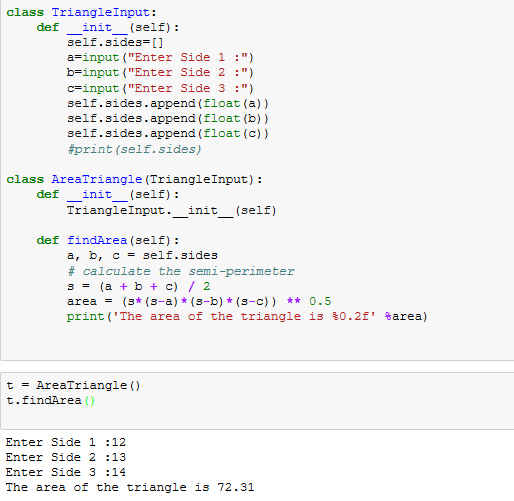 class TriangleInput:
    def __init__(self):
        self.sides=[]
        a=input("Enter Side 1 :")
        b=input("Enter Side 2 :")
        c=input("Enter Side 3 :")
        self.sides.append(float(a))
        self.sides.append(float(b))
        self.sides.append(float(c))
        #print(self.sides)
class AreaTriangle(TriangleInput):
    def __init__(self):
        TriangleInput.__init__(self)
    def findArea(self):
        a, b, c = self.sides
        # calculate the semi-perimeter
        s = (a + b + c) / 2
        area = (s*(s-a)*(s-b)*(s-c)) ** 0.5
        print('The area of the triangle is %0.2f' %area)
t = AreaTriangle()
t.findArea()
Enter Side 1 :12
Enter Side 2 :13
Enter Side 3 :14
The area of the triangle is 72.31